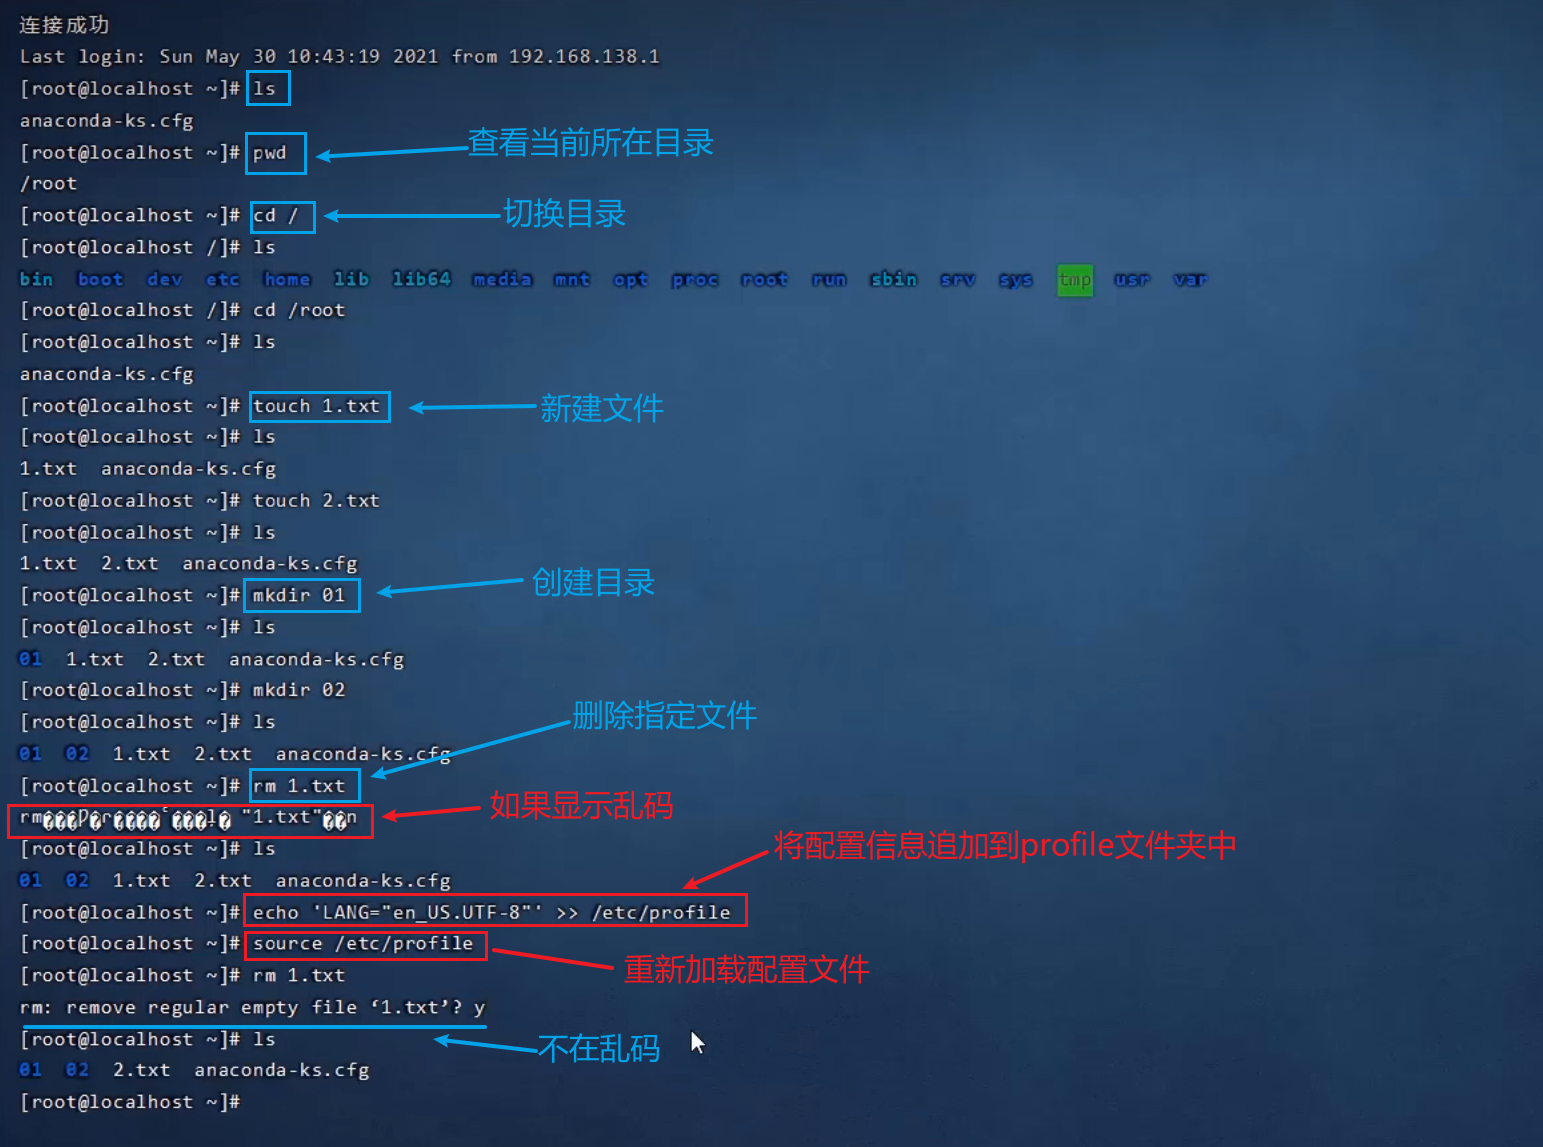 连接成功
Last login: Sun May 30 10:43:19 2021 from 192.168.138.1
[root@localhost ~]# ls
anaconda-ks.cfg
[root@localhost ~]# pwd
查看当前所在目录
/root
[root@localhost ~]# cd /
切换目录
[root@localhost /]# ls
bin boot dev etc home lib lib64 media mnt opt proc root run sbin srv sys tmp usr var
[root@localhost /]# cd /root
[root@localhost ~]# ls
anaconda-ks.cfg
[root@localhost ~]# touch 1.txt
新建文件
[root@localhost ~]# ls
1.txt anaconda-ks.cfg
[root@localhost ~]# touch 2.txt
[root@localhost ~]# ls
1.txt 2.txt anaconda-ks.cfg
[root@localhost ~]# mkdir 01
创建目录
[root@localhost ~]# ls
01 1.txt 2.txt anaconda-ks.cfg
[root@localhost ~]# mkdir 02
[root@localhost ~]# ls
删除指定文件
01 02 1.txt 2.txt anaconda-ks.cfg
[root@localhost ~]# rm 1.txt
如果显示乱码
rm "1.txt" n
[root@localhost ~]# ls
将配置信息追加到profile文件夹中
01 02 1.txt 2.txt anaconda-ks.cfg
[root@localhost ~]# echo 'LANG="en_US.UTF-8"' >> /etc/profile
[root@localhost ~]# source /etc/profile
重新加载配置文件
[root@localhost ~]# rm 1.txt
rm: remove regular empty file ‘1.txt’? y
[root@localhost ~]# ls
不在乱码
01 02 2.txt anaconda-ks.cfg
[root@localhost ~]#